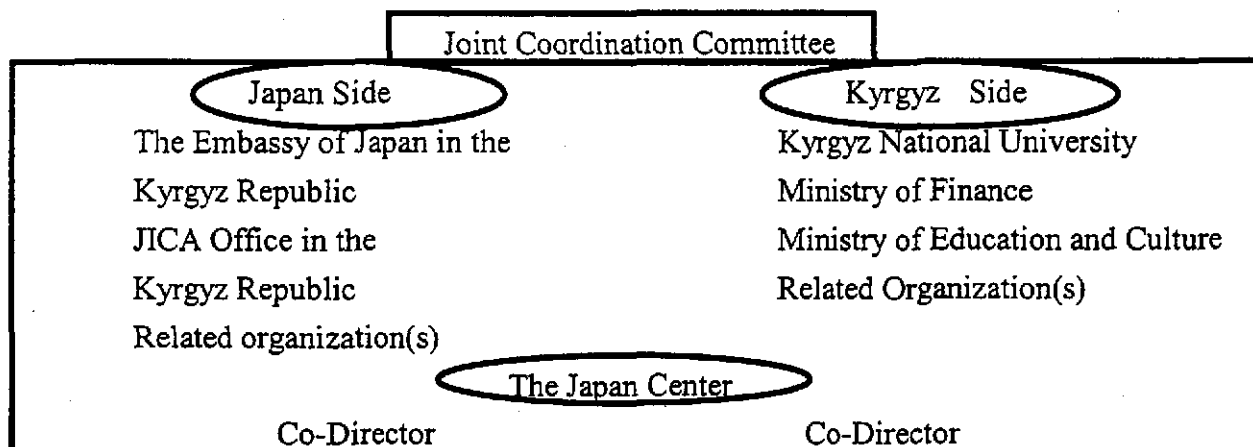 Joint Coordination Committee
Japan Side
The Embassy of Japan in the
Kyrgyz Republic
JICA Office in the
Kyrgyz Republic
Related organization(s)
Kyrgyz Side
Kyrgyz National University
Ministry of Finance
Ministry of Education and Culture
Related Organization(s)
The Japan Center
Co-Director
Co-Director